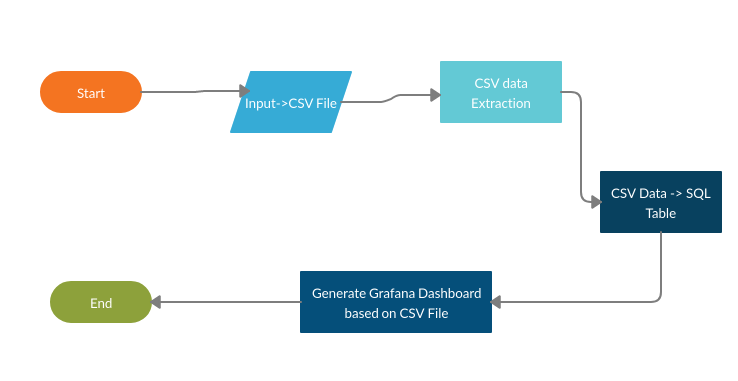 Start
Input->CSV File
CSV data
Extraction
CSV Data -> SQL
Table
Generate Grafana Dashboard
based on CSV File
End